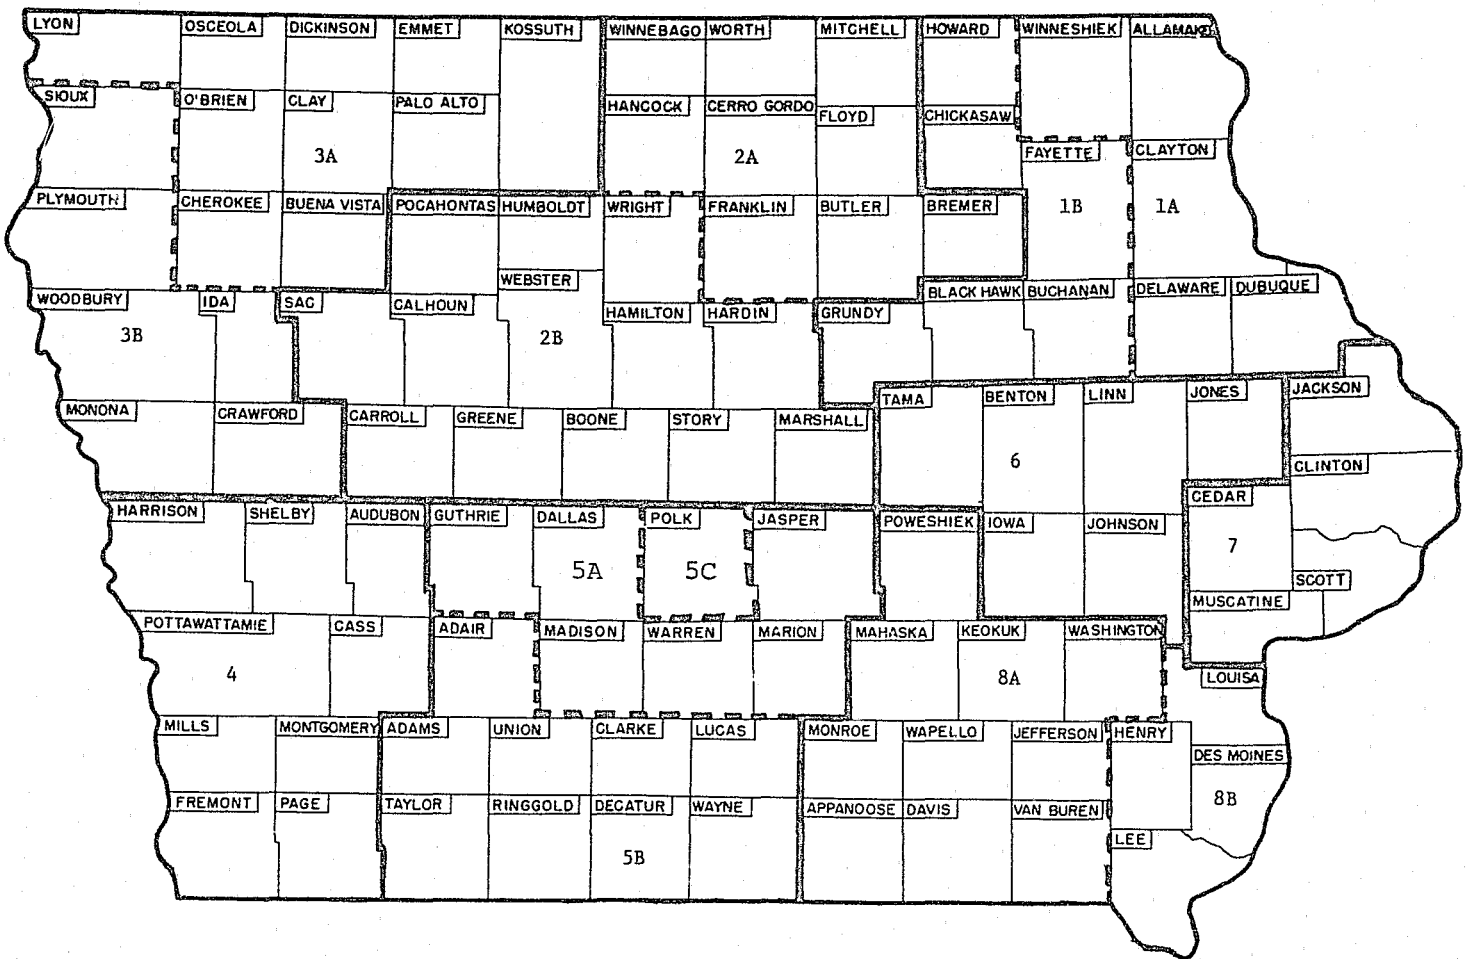 LYON OSCEOLA DICKINSON EMMET KOSSUTH WINNEBAGO WORTH MITCHELL HOWARD WINNESHIEK ALLAMAKEE
SIOUX O'BRIEN CLAY PALO ALTO HANCOCK CERRO GORDO FLOYD CHICKASAW
3A 2A FAYETTE CLAYTON
PLYMOUTH CHEROKEE BUENA VISTA POCAHONTAS HUMBOLDT WRIGHT FRANKLIN BUTLER BREMER 1B 1A
WEBSTER
WOODBURY IDA SAC CALHOUN HAMILTON HARDIN GRUNDY BLACK HAWK BUCHANAN DELAWARE DUBUQUE
3B 2B
MONONA CRAWFORD CARROLL GREENE BOONE STORY MARSHALL TAMA BENTON LINN JONES JACKSON
6 CLINTON
HARRISON SHELBY AUDUBON GUTHRIE DALLAS POLK JASPER POWESHIEK IOWA JOHNSON CEDAR
5A 5C 7
SCOTT
MUSCATINE
POTTAWATTAMIE CASS ADAIR MADISON WARREN MARION MAHASKA KEOKUK WASHINGTON
4 8A LOUISA
MILLS MONTGOMERY ADAMS UNION CLARKE LUCAS MONROE WAPELLO JEFFERSON HENRY
DES MOINES
FREMONT PAGE TAYLOR RINGGOLD DECATUR WAYNE APPANOOSE DAVIS VAN BUREN 8B
LEE
5B